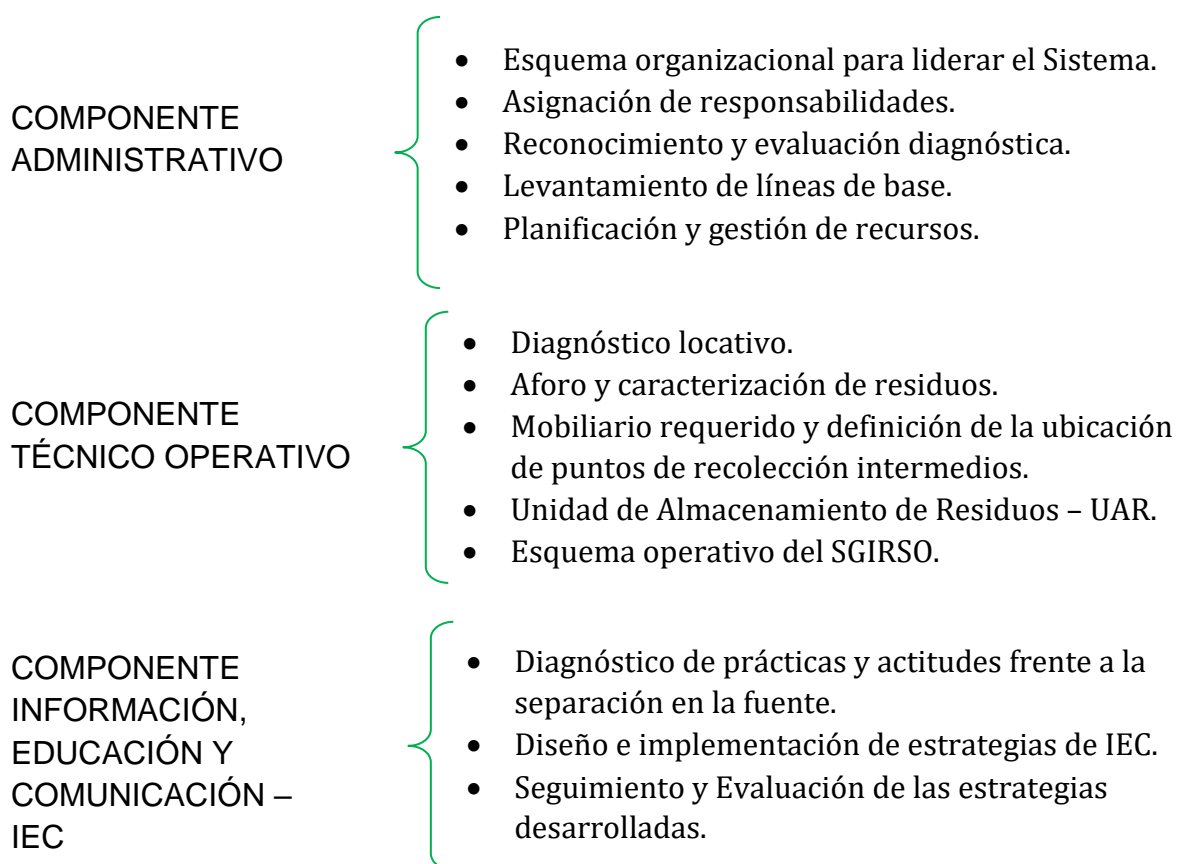 COMPONENTE
ADMINISTRATIVO
• Esquema organizacional para liderar el Sistema.
• Asignación de responsabilidades.
• Reconocimiento y evaluación diagnóstica.
• Levantamiento de líneas de base.
• Planificación y gestión de recursos.
COMPONENTE
TÉCNICO OPERATIVO
• Diagnóstico locativo.
• Aforo y caracterización de residuos.
• Mobiliario requerido y definición de la ubicación
de puntos de recolección intermedios.
• Unidad de Almacenamiento de Residuos – UAR.
• Esquema operativo del SGIRSO.
COMPONENTE
INFORMACIÓN,
EDUCACIÓN Y
COMUNICACIÓN –
IEC
• Diagnóstico de prácticas y actitudes frente a la
separación en la fuente.
• Diseño e implementación de estrategias de IEC.
• Seguimiento y Evaluación de las estrategias
desarrolladas.